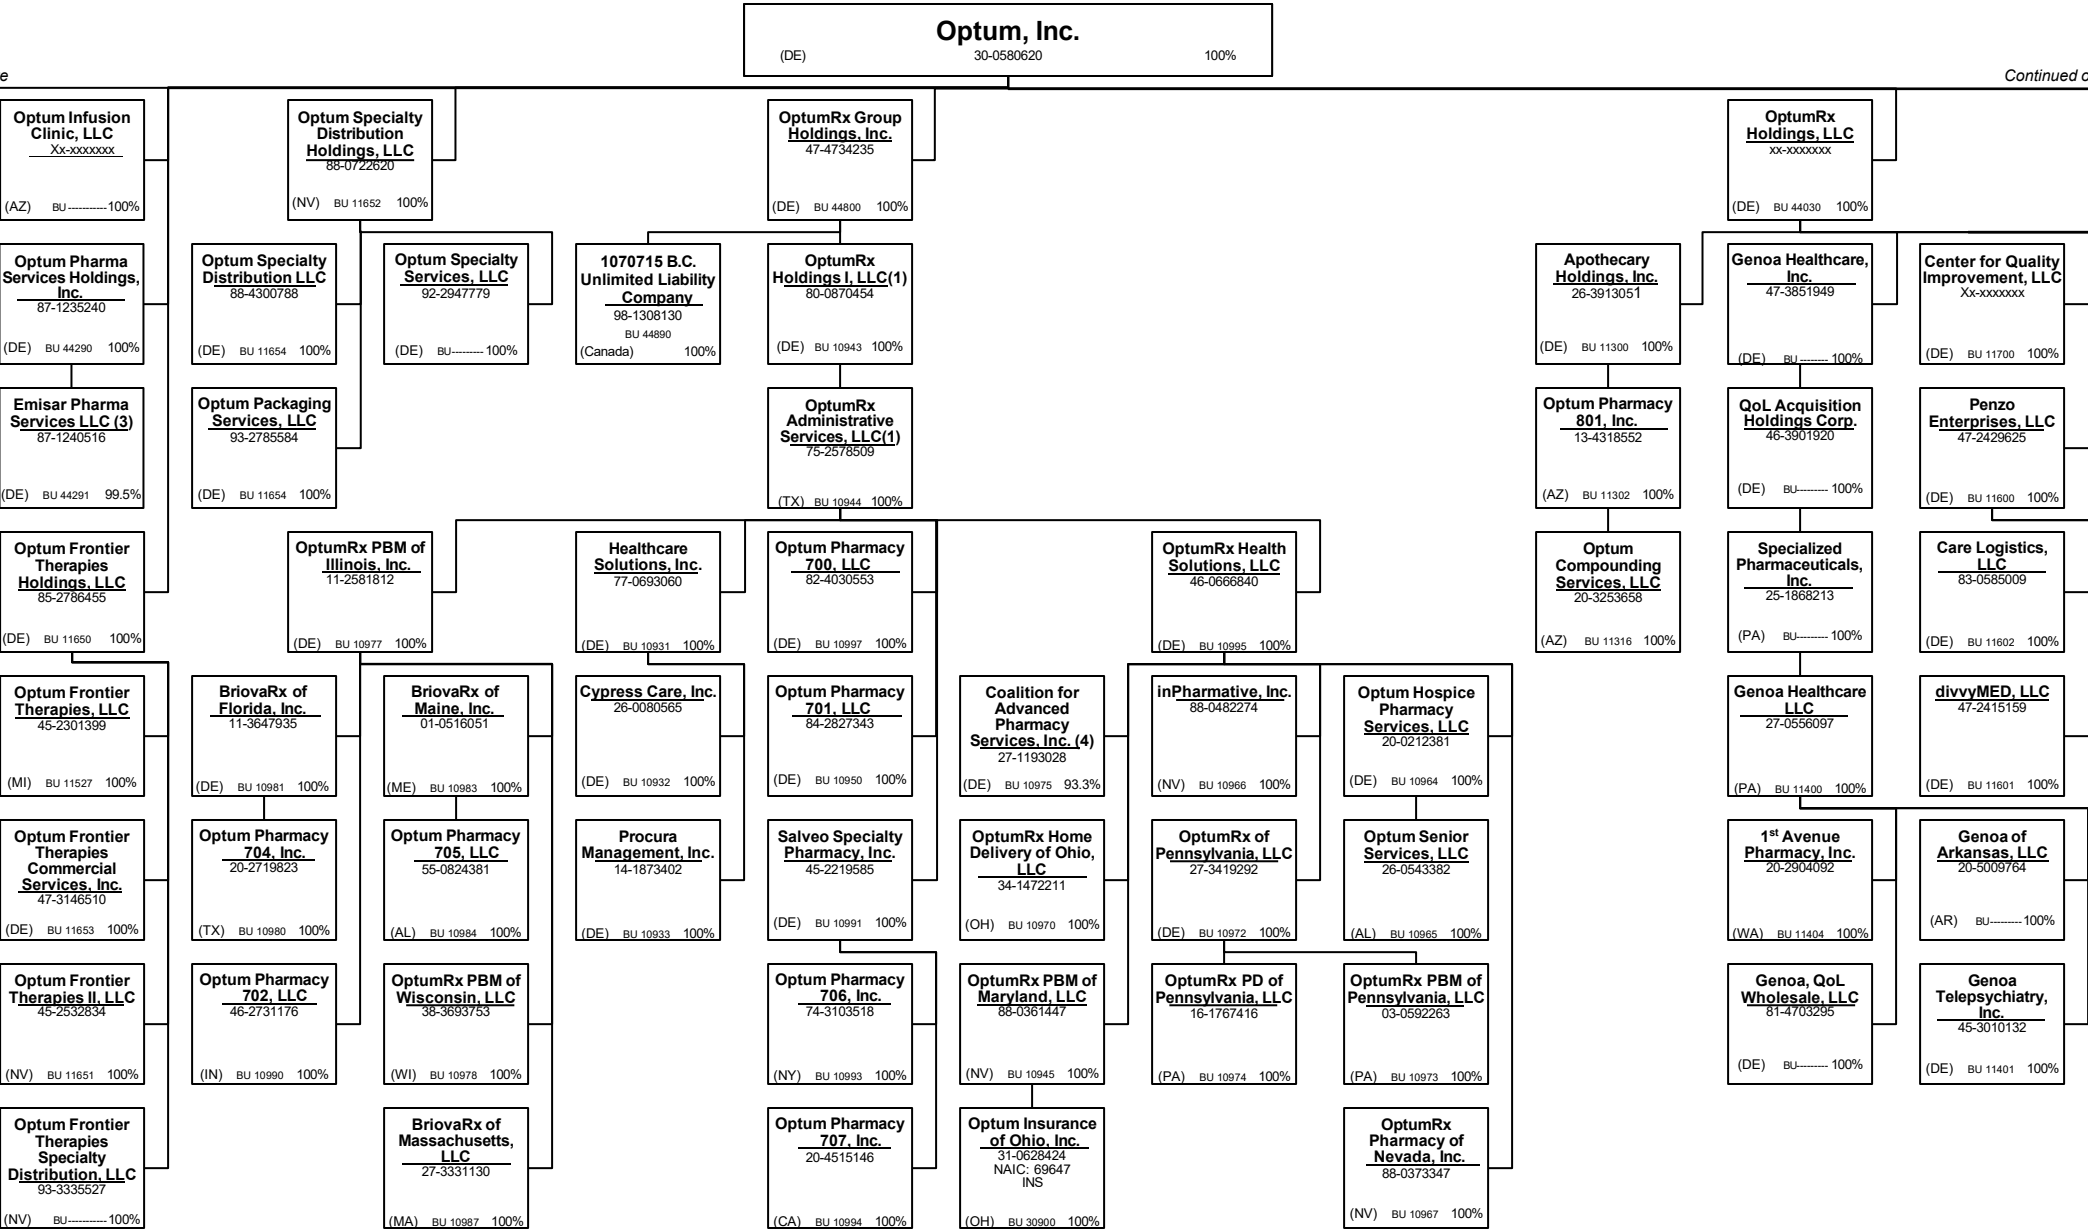 Optum, Inc.
(DE) 30-0580620 100%
e
Continued o
Optum Infusion
Clinic, LLC
Xx-xxxxxxx
(AZ) BU ----------- 100%
Optum Specialty
Distribution
Holdings, LLC
88-0722620
(NV) BU 11652 100%
OptumRx Group
Holdings, Inc.
47-4734235
(DE) BU 44800 100%
OptumRx
Holdings, LLC
xx-xxxxxxx
(DE) BU 44030 100%
Optum Pharma
Services Holdings,
Inc.
87-1235240
(DE) BU 44290 100%
Optum Specialty
Distribution LLC
88-4300788
(DE) BU 11654 100%
Optum Specialty
Services, LLC
92-2947779
(DE) BU--------- 100%
1070715 B.C.
Unlimited Liability
Company
98-1308130
BU 44890
(Canada) 100%
OptumRx
Holdings I, LLC(1)
80-0870454
(DE) BU 10943 100%
Apothecary
Holdings, Inc.
26-3913051
(DE) BU 11300 100%
Genoa Healthcare,
Inc.
47-3851949
(DE) BU -------- 100%
Center for Quality
Improvement, LLC
Xx-xxxxxxx
(DE) BU 11700 100%
Emisar Pharma
Services LLC (3)
87-1240516
(DE) BU 44291 99.5%
Optum Packaging
Services, LLC
93-2785584
(DE) BU 11654 100%
OptumRx
Administrative
Services, LLC(1)
75-2578509
(TX) BU 10944 100%
Optum Pharmacy
801, Inc.
13-4318552
(AZ) BU 11302 100%
QoL Acquisition
Holdings Corp.
46-3901920
(DE) BU--------- 100%
Penzo
Enterprises, LLC
47-2429625
(DE) BU 11600 100%
Optum Frontier
Therapies
Holdings, LLC
85-2786455
(DE) BU 11650 100%
OptumRx PBM of
Illinois, Inc.
11-2581812
(DE) BU 10977 100%
Healthcare
Solutions, Inc.
77-0693060
(DE) BU 10931 100%
Optum Pharmacy
700, LLC
82-4030553
(DE) BU 10997 100%
OptumRx Health
Solutions, LLC
46-0666840
(DE) BU 10995 100%
Optum
Compounding
Services, LLC
20-3253658
(AZ) BU 11316 100%
Specialized
Pharmaceuticals,
Inc.
25-1868213
(PA) BU--------- 100%
Care Logistics,
LLC
83-0585009
(DE) BU 11602 100%
Optum Frontier
Therapies, LLC
45-2301399
(MI) BU 11527 100%
BriovaRx of
Florida, Inc.
11-3647935
(DE) BU 10981 100%
BriovaRx of
Maine, Inc.
01-0516051
(ME) BU 10983 100%
Cypress Care, Inc.
26-0080565
(DE) BU 10932 100%
Optum Pharmacy
701, LLC
84-2827343
(DE) BU 10950 100%
Coalition for
Advanced
Pharmacy
Services, Inc. (4)
27-1193028
(DE) BU 10975 93.3%
inPharmative, Inc.
88-0482274
(NV) BU 10966 100%
Optum Hospice
Pharmacy
Services, LLC
20-0212381
(DE) BU 10964 100%
Genoa Healthcare
LLC
27-0556097
(PA) BU 11400 100%
divvyMED, LLC
47-2415159
(DE) BU 11601 100%
Optum Frontier
Therapies
Commercial
Services, Inc.
47-3146510
(DE) BU 11653 100%
Optum Pharmacy
704, Inc.
20-2719823
(TX) BU 10980 100%
Optum Pharmacy
705, LLC
55-0824381
(AL) BU 10984 100%
Procura
Management, Inc.
14-1873402
(DE) BU 10933 100%
Salveo Specialty
Pharmacy, Inc.
45-2219585
(DE) BU 10991 100%
OptumRx Home
Delivery of Ohio,
LLC
34-1472211
(OH) BU 10970 100%
OptumRx of
Pennsylvania, LLC
27-3419292
(DE) BU 10972 100%
Optum Senior
Services, LLC
26-0543382
(AL) BU 10965 100%
1st Avenue
Pharmacy, Inc.
20-2904092
(WA) BU 11404 100%
Genoa of
Arkansas, LLC
20-5009764
(AR) BU--------- 100%
Optum Frontier
Therapies II, LLC
45-2532834
(NV) BU 11651 100%
Optum Pharmacy
702, LLC
46-2731176
(IN) BU 10990 100%
OptumRx PBM of
Wisconsin, LLC
38-3693753
(WI) BU 10978 100%
Optum Pharmacy
706, Inc.
74-3103518
(NY) BU 10993 100%
OptumRx PBM of
Maryland, LLC
88-0361447
(NV) BU 10945 100%
OptumRx PD of
Pennsylvania, LLC
16-1767416
(PA) BU 10974 100%
OptumRx PBM of
Pennsylvania, LLC
03-0592263
(PA) BU 10973 100%
Genoa, QoL
Wholesale, LLC
81-4703295
(DE) BU--------- 100%
Genoa
Telepsychiatry,
Inc.
45-3010132
(DE) BU 11401 100%
Optum Frontier
Therapies
Specialty
Distribution, LLC
93-3335527
(NV) BU----------- 100%
BriovaRx of
Massachusetts,
LLC
27-3331130
(MA) BU 10987 100%
Optum Pharmacy
707, Inc.
20-4515146
(CA) BU 10994 100%
Optum Insurance
of Ohio, Inc.
31-0628424
NAIC: 69647
INS
(OH) BU 30900 100%
OptumRx
Pharmacy of
Nevada, Inc.
88-0373347
(NV) BU 10967 100%